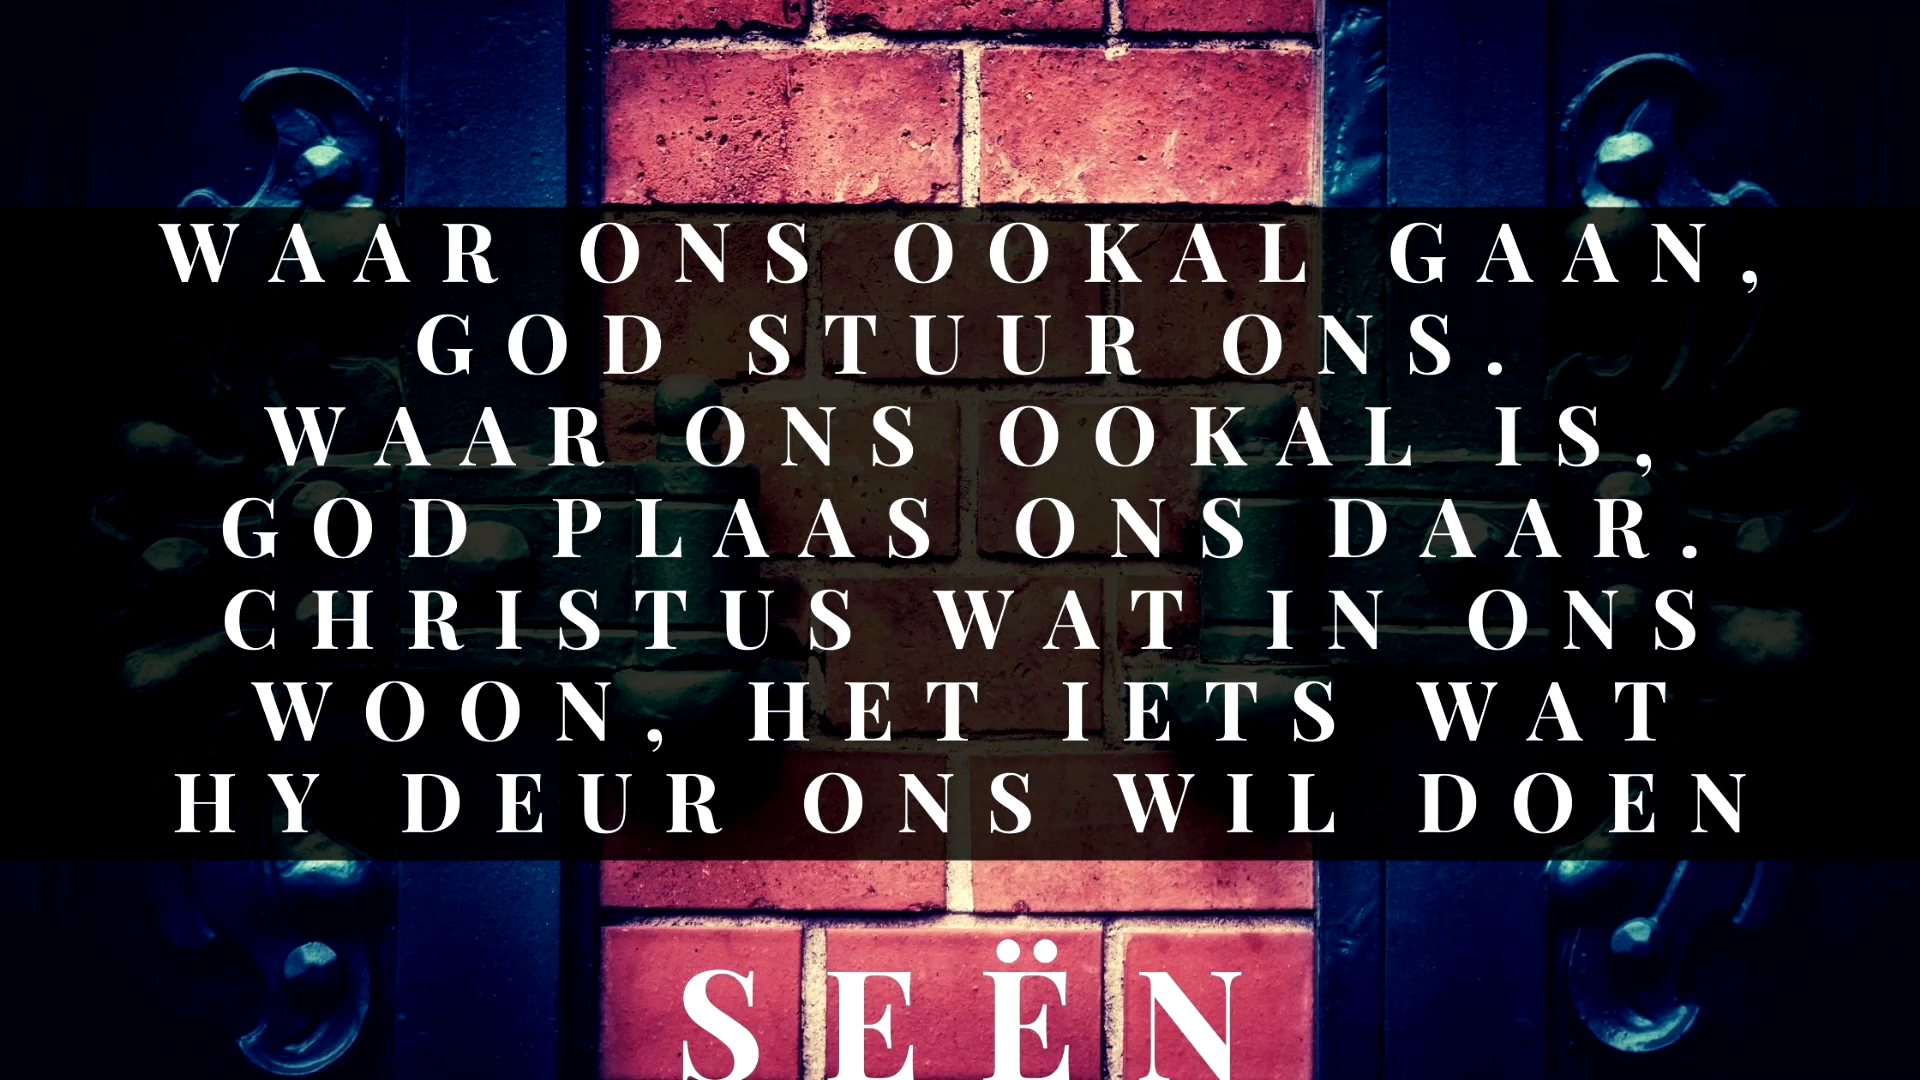 WAAR ONS OOKAL GAAN,
GOD STUUR ONS.
WAAR ONS OOKAL IS,
GOD PLAAS ONS DAAR.
CHRISTUS WAT IN ONS
WOON, HET IETS WAT
HY DEUR ONS WIL DOEN
SEËN